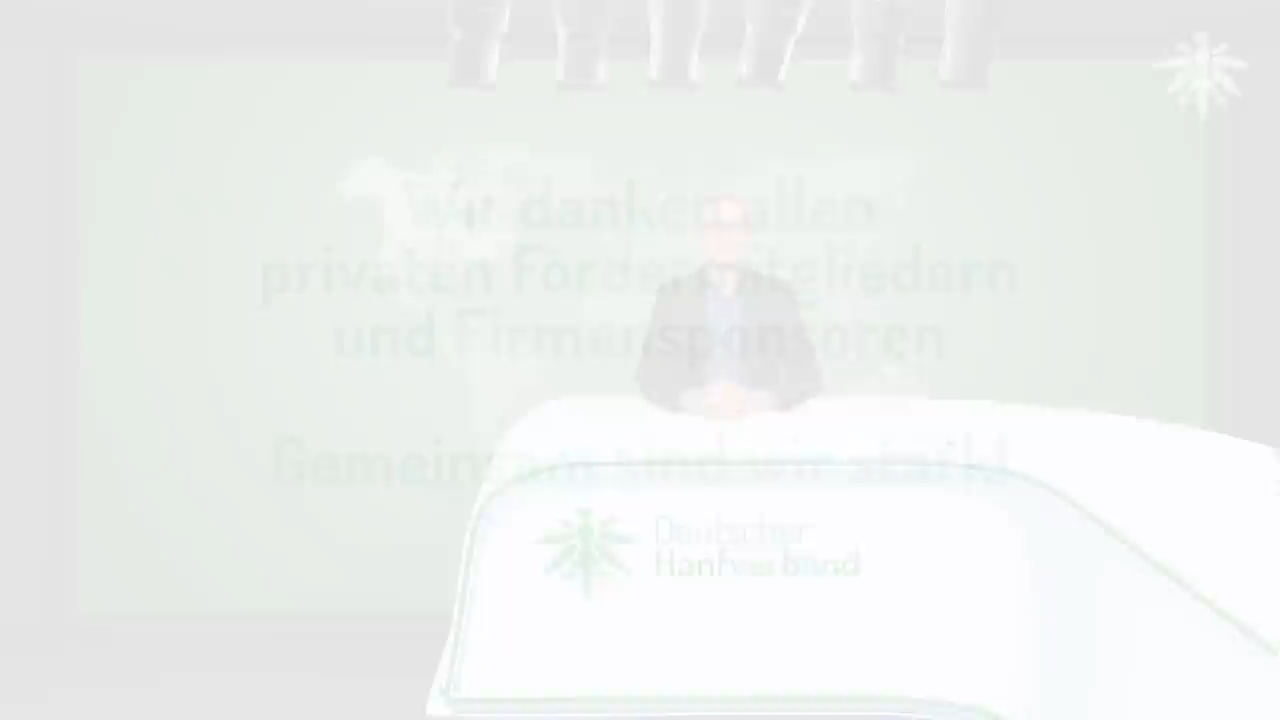 Wir danken allen
privaten Fördermitgliedern
und Firmensponsoren
Gemeinsam sind wir stark!
Deutscher
Hanfverband